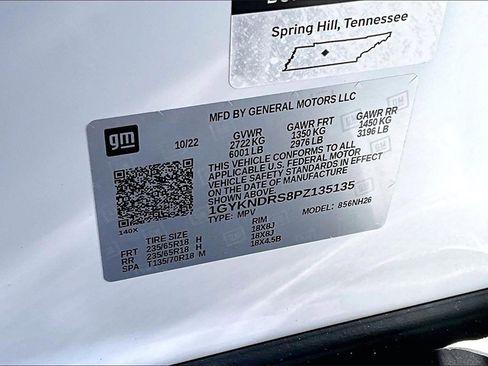 Spring Hill, Tennessee
MFD BY GENERAL MOTORS LLC
gm
10/22
GVWR GAWR FRT GAWR RR
2722 KG 1350 KG 1450 KG
6001 LB 2976 LB 3196 LB
THIS VEHICLE CONFORMS TO ALL
APPLICABLE U.S. FEDERAL MOTOR
VEHICLE SAFETY STANDARDS IN EFFECT
ON THE DATE OF MANUFACTURE
SHOWN ABOVE.
1GYKNDRS8PZ135135
TYPE: MPV MODEL: 856NH26
140X
TIRE SIZE RIM
FRT 235/65R18 H 18X8J
RR 235/65R18 H 18X8J
SPA T135/70R18 M 18X4.5B